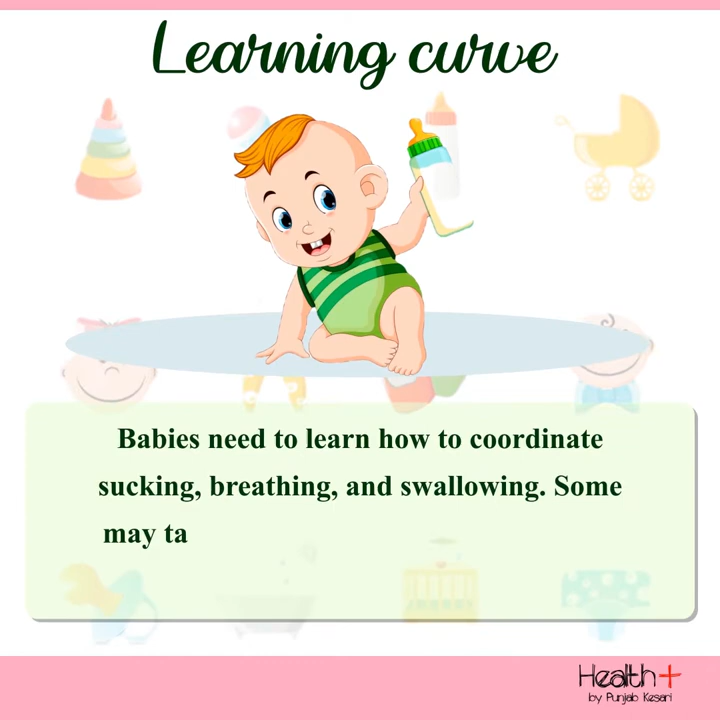 Learning curve
Babies need to learn how to coordinate
sucking, breathing, and swallowing. Some
may ta
Health+
by Punjab Kesari